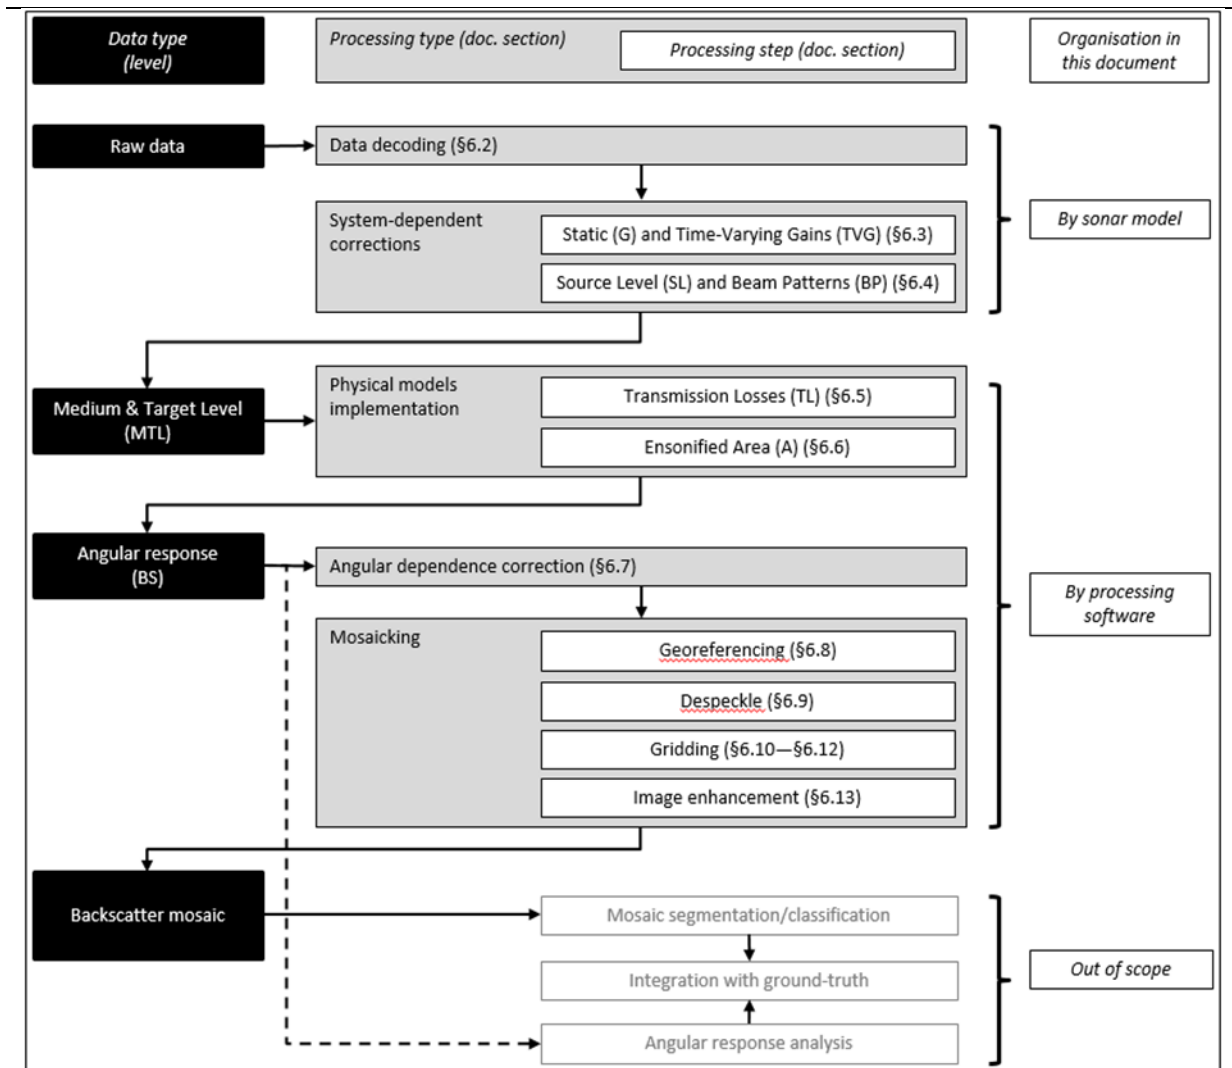 Data type
(level)
Processing type (doc. section)
Processing step (doc. section)
Organisation in
this document
Raw data
Data decoding (§6.2)
System-dependent
corrections
Static (G) and Time-Varying Gains (TVG) (§6.3)
Source Level (SL) and Beam Patterns (BP) (§6.4)
By sonar model
Medium & Target Level
(MTL)
Physical models
implementation
Transmission Losses (TL) (§6.5)
Ensonified Area (A) (§6.6)
Angular response
(BS)
Angular dependence correction (§6.7)
Mosaicking
Georeferencing (§6.8)
Despeckle (§6.9)
Gridding (§6.10—§6.12)
Image enhancement (§6.13)
By processing
software
Backscatter mosaic
Mosaic segmentation/classification
Integration with ground-truth
Angular response analysis
Out of scope